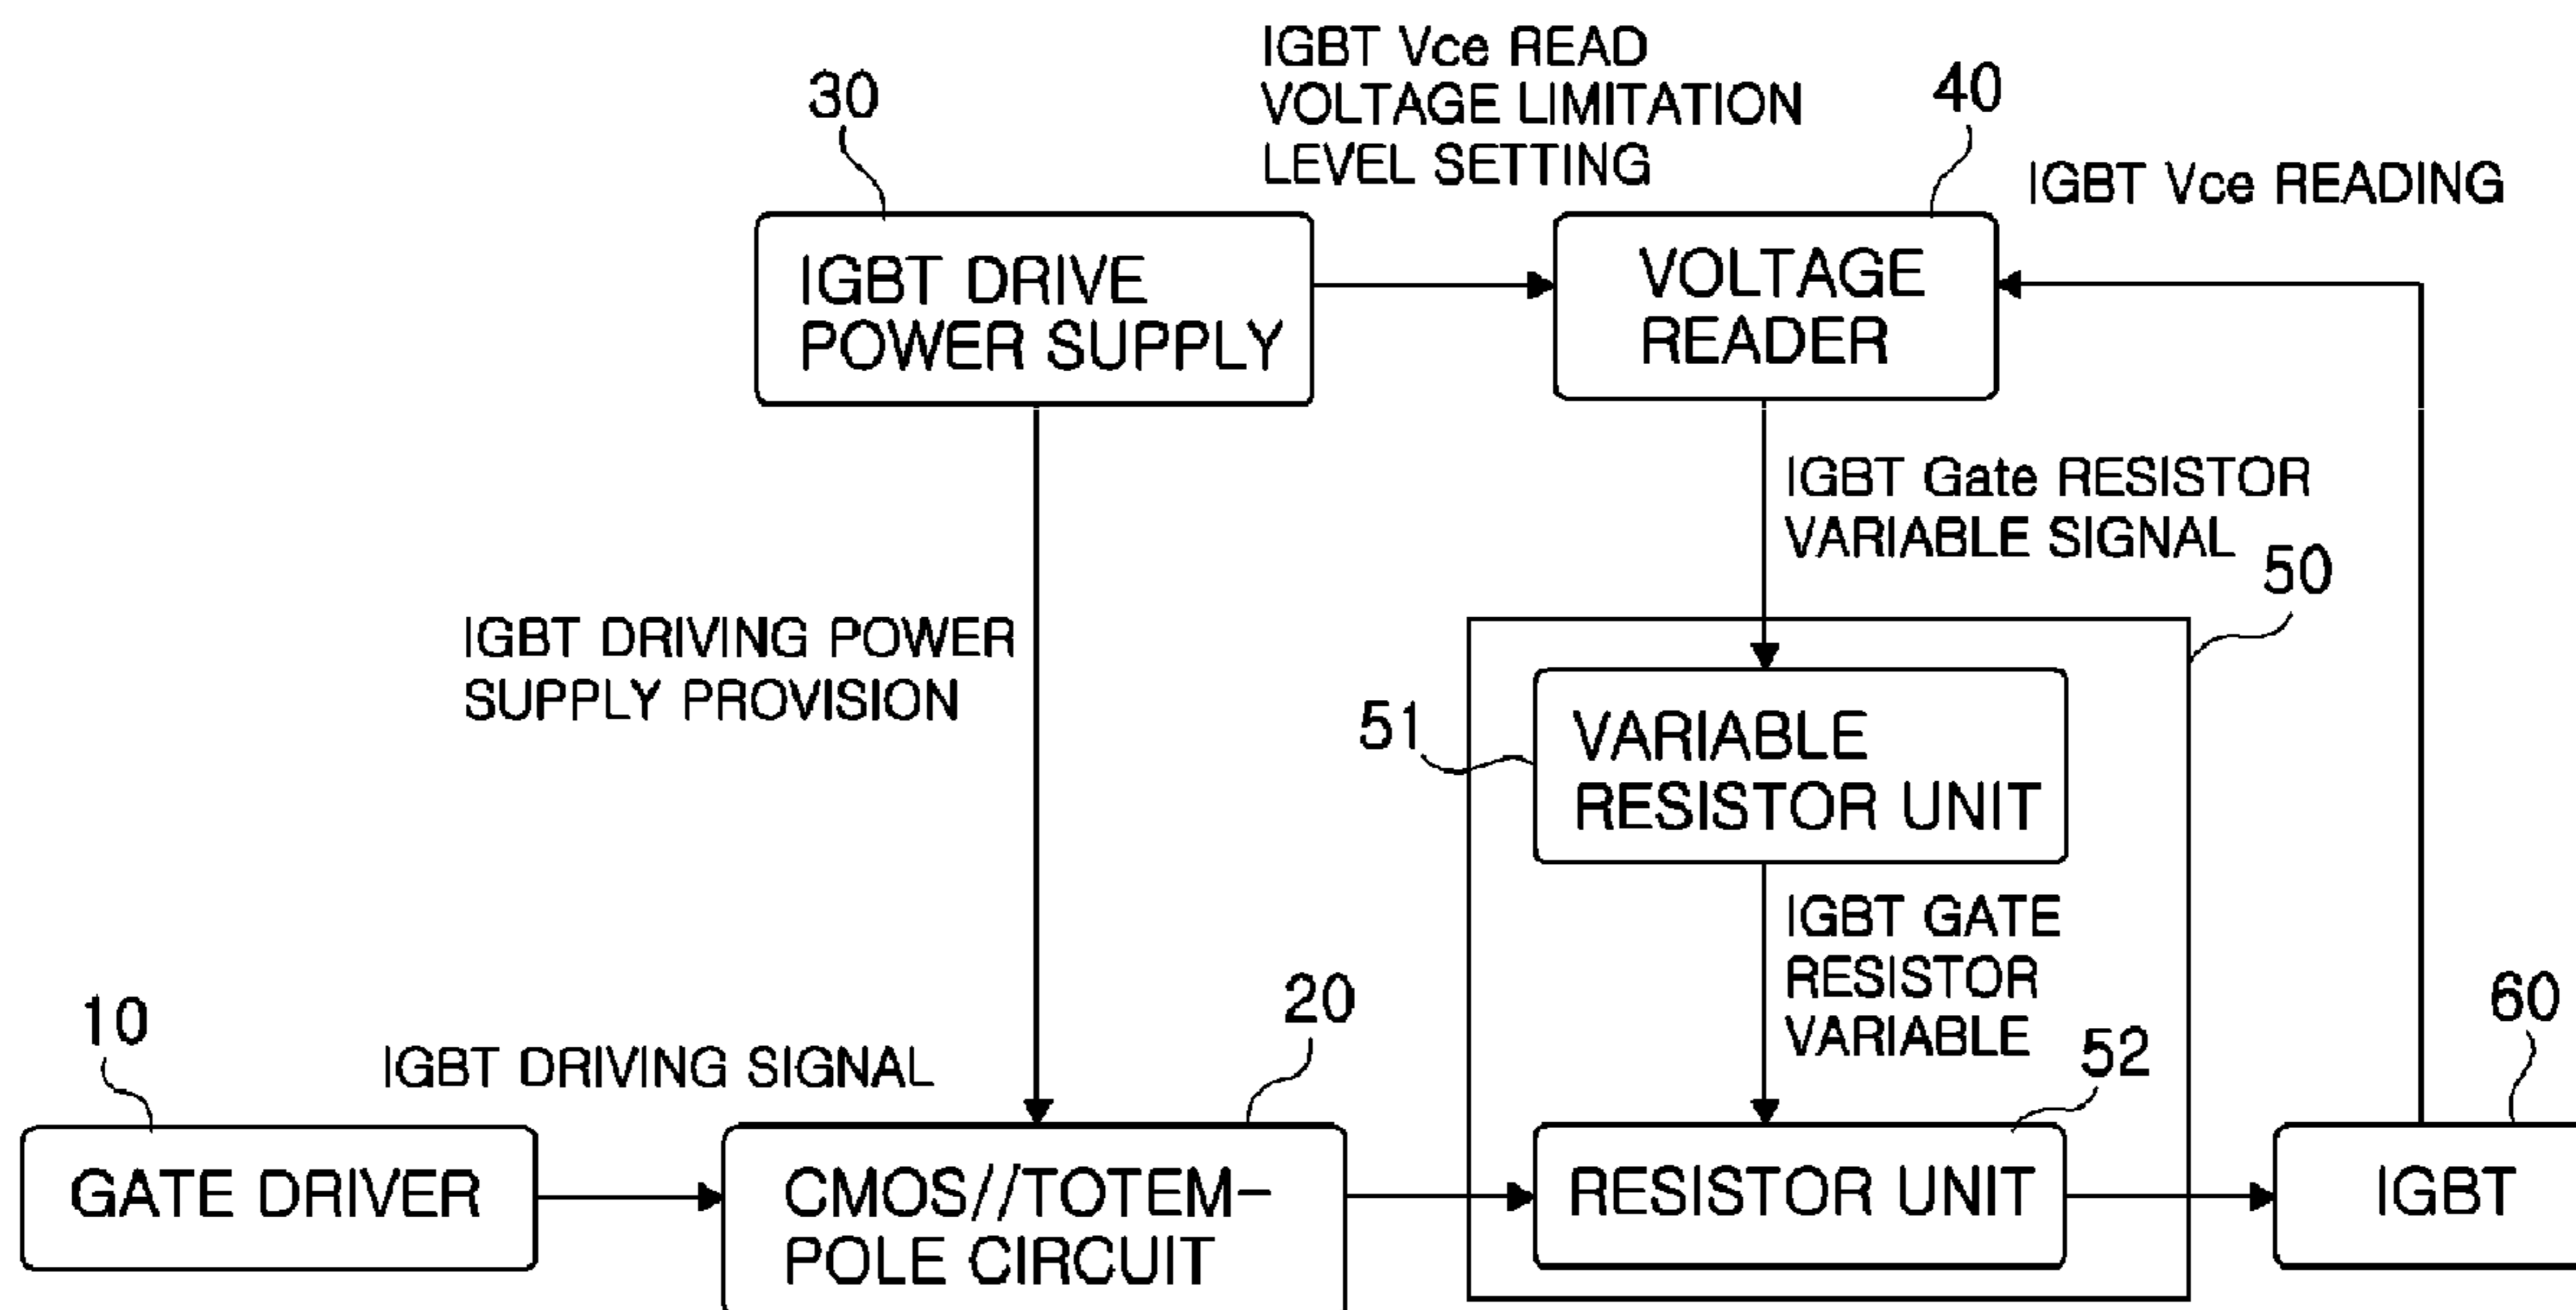 IGBT Vce READ
VOLTAGE LIMITATION
LEVEL SETTING
30
40
IGBT Vce READING
IGBT DRIVE
POWER SUPPLY
VOLTAGE
READER
IGBT Gate RESISTOR
VARIABLE SIGNAL
50
IGBT DRIVING POWER
SUPPLY PROVISION
51
VARIABLE
RESISTOR UNIT
IGBT GATE
RESISTOR
VARIABLE
10
IGBT DRIVING SIGNAL
20
52
60
GATE DRIVER
CMOS//TOTEM-
POLE CIRCUIT
RESISTOR UNIT
IGBT